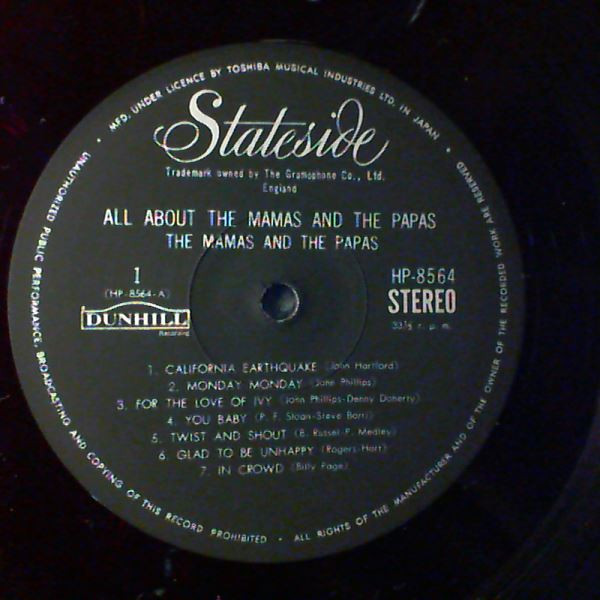 MFD. UNDER LICENCE BY TOSHIBA MUSICAL INDUSTRIES LTD. IN JAPAN
Stateside
Trademark owned by The Gramophone Co., Ltd.
England
ALL ABOUT THE MAMAS AND THE PAPAS
THE MAMAS AND THE PAPAS
1
(HP-8564-A)
DUNHILL
Recording
HP-8564
STEREO
33⅓ r. p. m.
1. CALIFORNIA EARTHQUAKE (John Hartford)
2. MONDAY MONDAY (John Phillips)
3. FOR THE LOVE OF IVY (John Phillips-Denny Doherty)
4. YOU BABY (P. F. Sloan-Steve Barri)
5. TWIST AND SHOUT (B. Russel-P. Medley)
6. GLAD TO BE UNHAPPY (Rogers-Hart)
7. IN CROWD (Billy Page)
UNAUTHORIZED PUBLIC PERFORMANCE, BROADCASTING AND COPYING OF THIS RECORD PROHIBITED • ALL RIGHTS OF THE MANUFACTURER AND OF THE OWNER OF THE RECORDED WORK ARE RESERVED